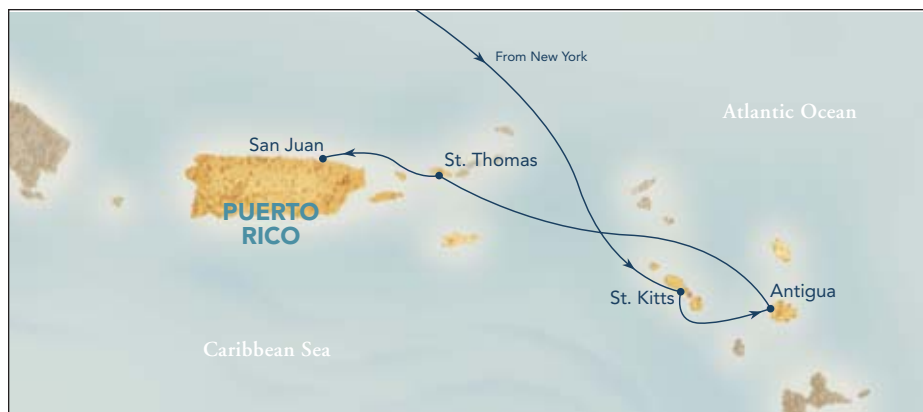 From New York
Atlantic Ocean
San Juan
St. Thomas
PUERTO
RICO
St. Kitts
Antigua
Caribbean Sea